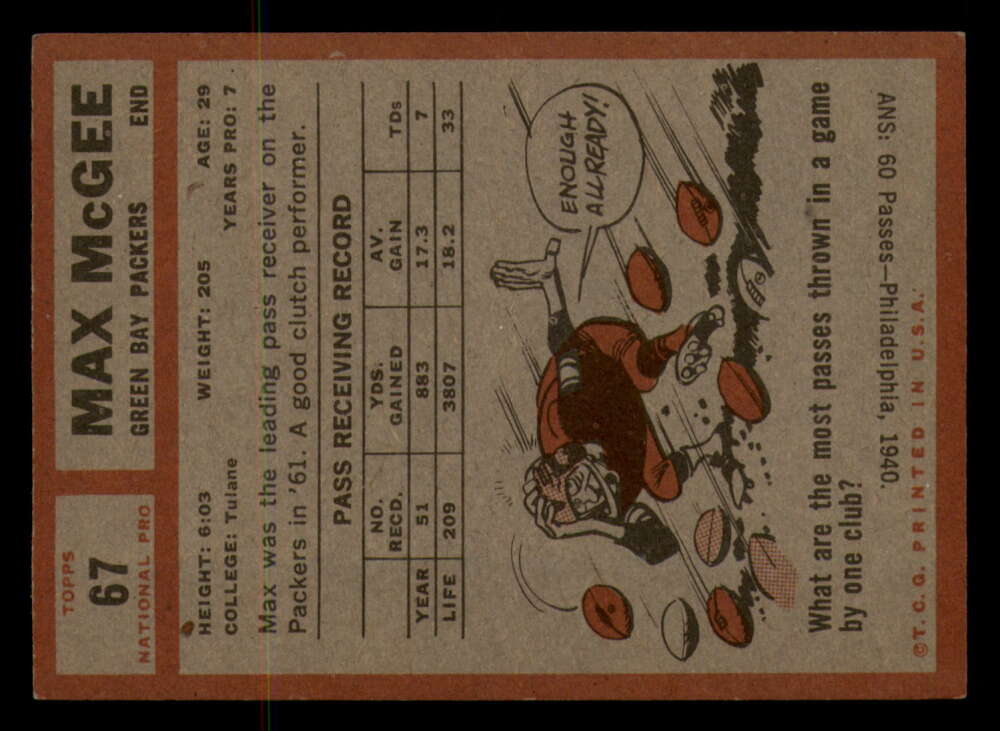 TOPPS
67
NATIONAL PRO
MAX McGEE
GREEN BAY PACKERS END
HEIGHT: 6:03 WEIGHT: 205 AGE: 29
COLLEGE: Tulane YEARS PRO: 7
Max was the leading pass receiver on the
Packers in '61. A good clutch performer.
PASS RECEIVING RECORD
NO. RECD. YDS. GAINED AV. GAIN TDs
YEAR 51 883 17.3 7
LIFE 209 3807 18.2 33
ENOUGH
ALLREADY!
What are the most passes thrown in a game
by one club?
ANS: 60 Passes—Philadelphia, 1940.
©T. C. G. PRINTED IN U.S.A.